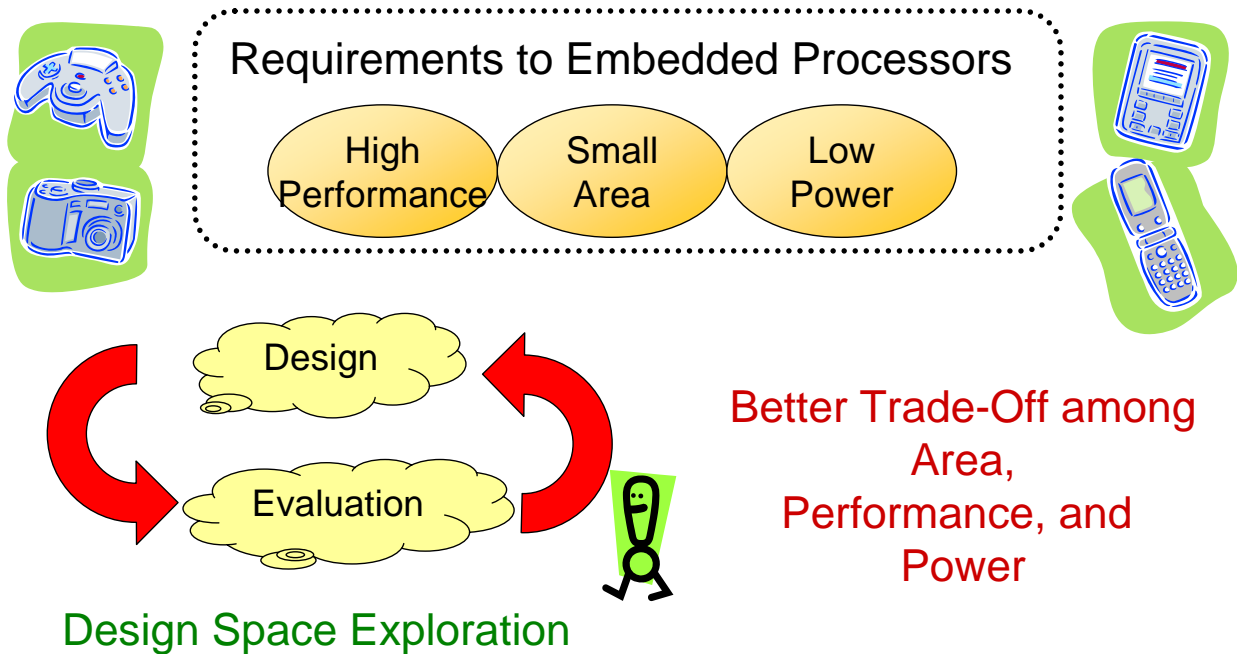 Requirements to Embedded Processors
High
Performance
Small
Area
Low
Power
Design
Evaluation
Better Trade-Off among
Area,
Performance, and
Power
Design Space Exploration